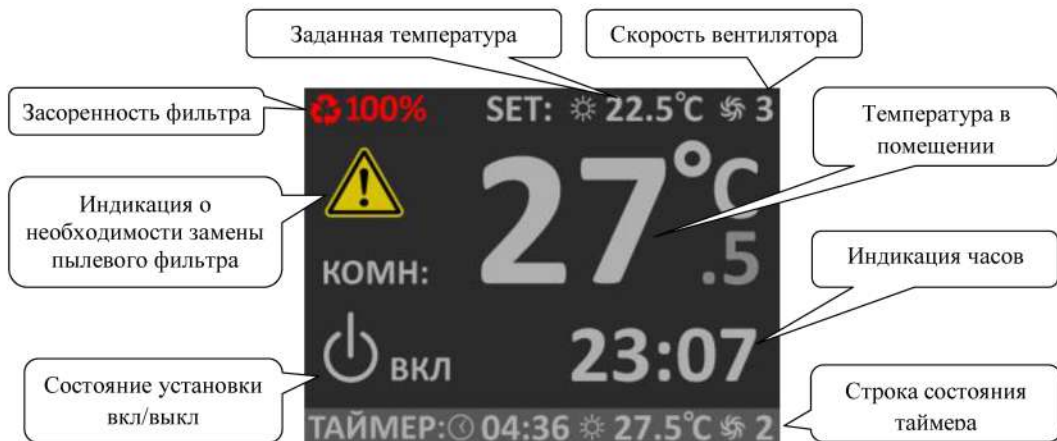 Заданная температура
Скорость вентилятора
Засоренность фильтра
100%
SET: 22.5°C 3
Температура в
помещении
27°C
.5
Индикация о
необходимости замены
пылевого фильтра
КОМН:
Индикация часов
ВКЛ
23:07
Состояние установки
вкл/выкл
Строка состояния
таймера
ТАЙМЕР: 04:36 27.5°C 2